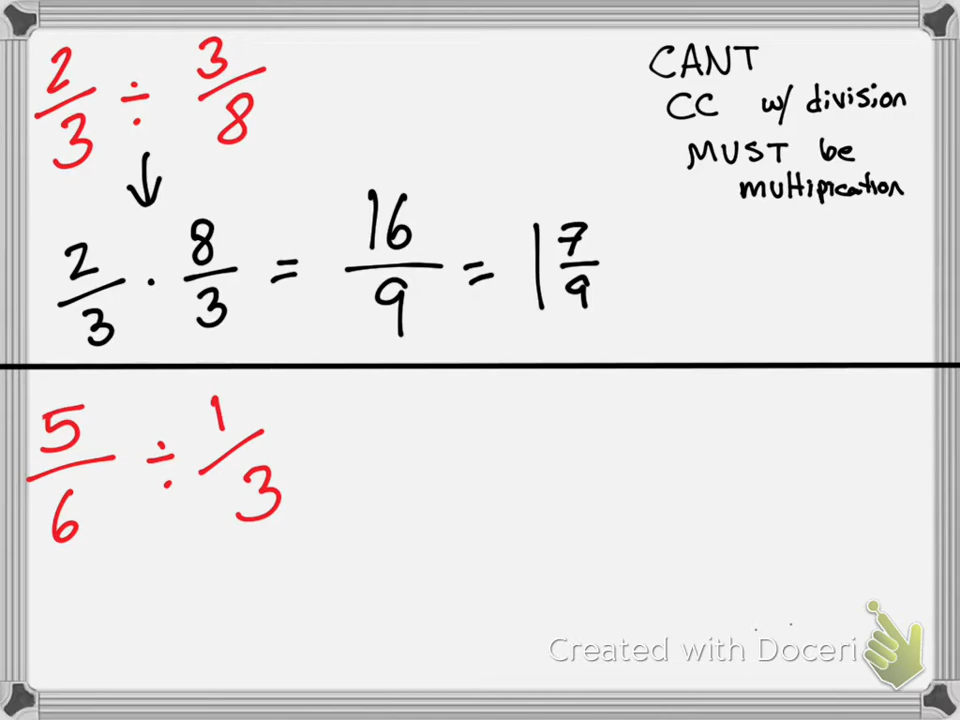 2/3 ÷ 3/8
CANT
CC w/ division
MUST be
multipication
2/3 · 8/3 = 16/9 = 1 7/9
5/6 ÷ 1/3
Created with Doceri